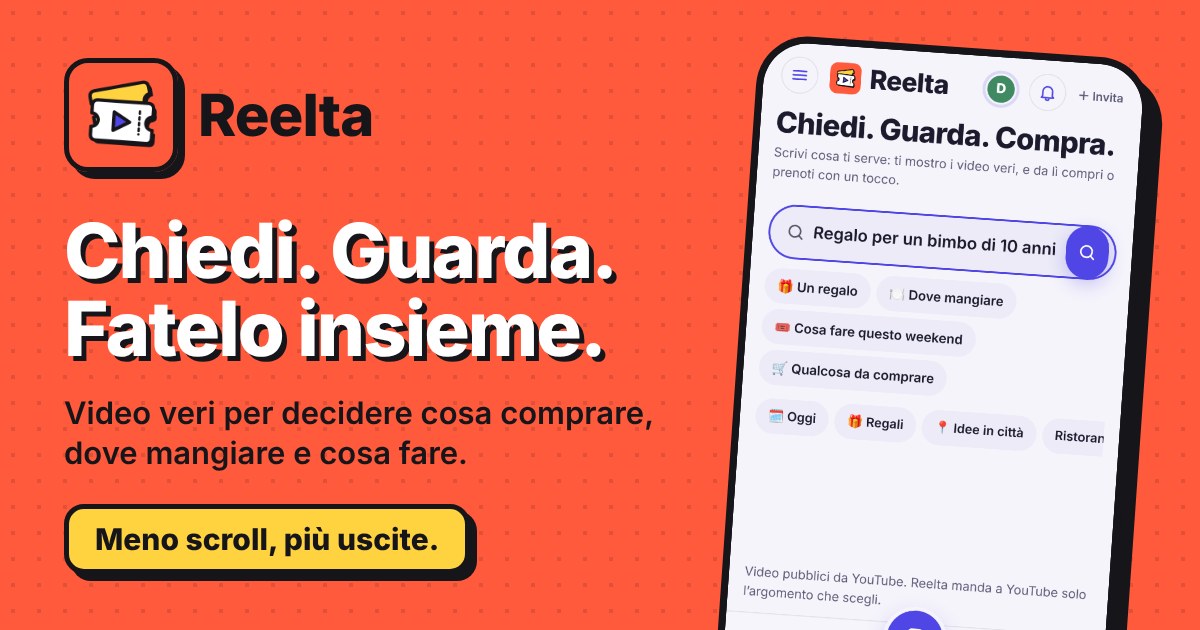 Reelta
Chiedi. Guarda.
Fatelo insieme.
Video veri per decidere cosa comprare,
dove mangiare e cosa fare.
Meno scroll, più uscite.
Reelta
D
+ Invita
Chiedi. Guarda. Compra.
Scrivi cosa ti serve: ti mostro i video veri, e da lì compri o
prenoti con un tocco.
Regalo per un bimbo di 10 anni
Un regalo
Dove mangiare
Cosa fare questo weekend
Qualcosa da comprare
Oggi
Regali
Idee in città
Ristoran
Video pubblici da YouTube. Reelta manda a YouTube solo
l'argomento che scegli.